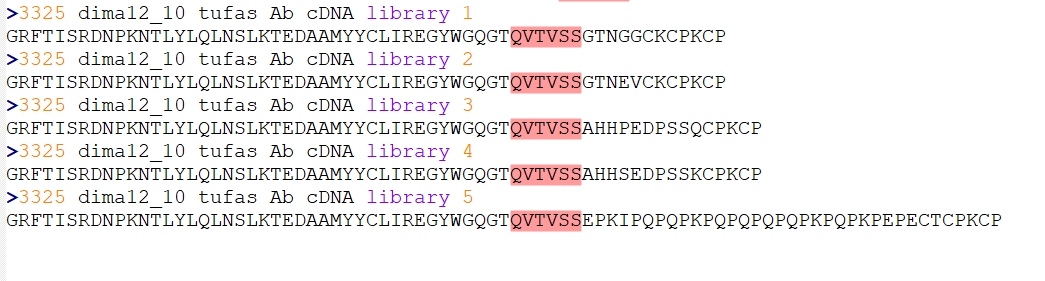 >3325 dima12_10 tufas Ab cDNA library 1
GRFTISRDNPKNTLYLQLNSLKTEDAAMYYCLIREGYWGQGTQVTVSSGTNGGCKCPKCP
>3325 dima12_10 tufas Ab cDNA library 2
GRFTISRDNPKNTLYLQLNSLKTEDAAMYYCLIREGYWGQGTQVTVSSGTNEVCKCPKCP
>3325 dima12_10 tufas Ab cDNA library 3
GRFTISRDNPKNTLYLQLNSLKTEDAAMYYCLIREGYWGQGTQVTVSSAHHPEDPSSQCPKCP
>3325 dima12_10 tufas Ab cDNA library 4
GRFTISRDNPKNTLYLQLNSLKTEDAAMYYCLIREGYWGQGTQVTVSSAHHSEDPSSKCPKCP
>3325 dima12_10 tufas Ab cDNA library 5
GRFTISRDNPKNTLYLQLNSLKTEDAAMYYCLIREGYWGQGTQVTVSSEPKIPQPQPKPQPQPQPQPKPQPKPEPECTCPKCP